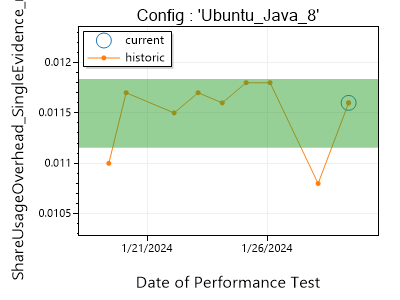 Config : 'Ubuntu_Java_8'
current
historic
0.012
0.0115
0.011
0.0105
1/21/2024
1/26/2024
Date of Performance Test
ShareUsageOverhead_SingleEvidence_